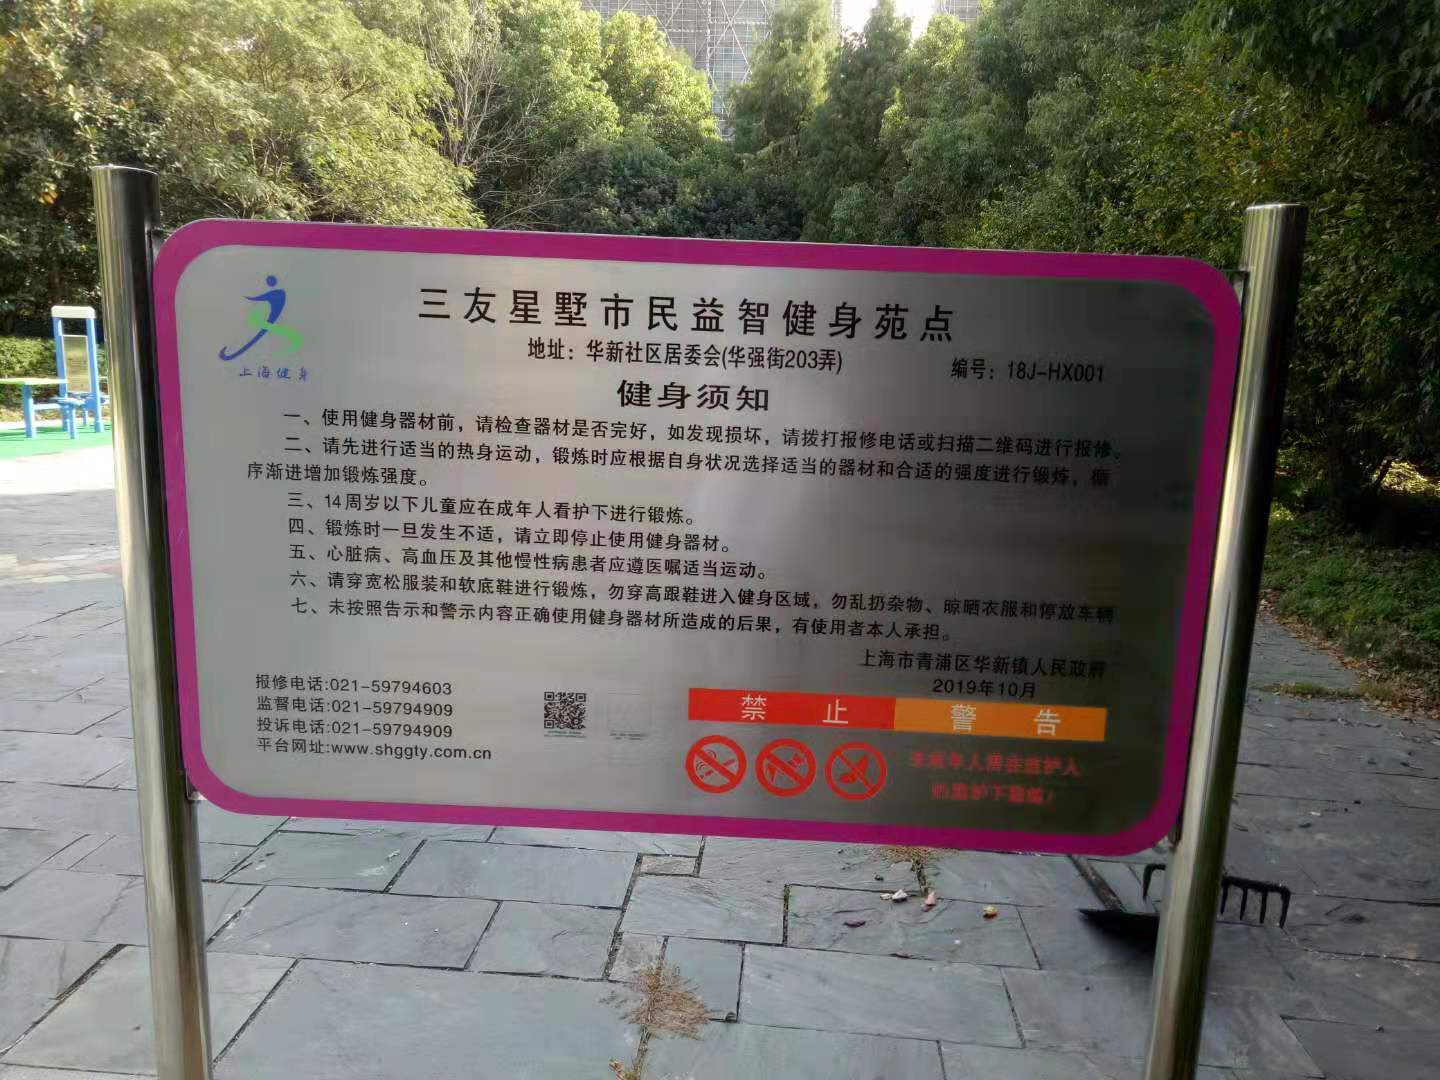 上海健身
三友星墅市民益智健身苑点
地址：华新社区居委会(华强街203弄)
编号：18J-HX001
健身须知
一、使用健身器材前，请检查器材是否完好，如发现损坏，请拨打报修电话或扫描二维码进行报修。
二、请先进行适当的热身运动，锻炼时应根据自身状况选择适当的器材和合适的强度进行锻炼，循
序渐进增加锻炼强度。
三、14周岁以下儿童应在成年人看护下进行锻炼。
四、锻炼时一旦发生不适，请立即停止使用健身器材。
五、心脏病、高血压及其他慢性病患者应遵医嘱适当运动。
六、请穿宽松服装和软底鞋进行锻炼，勿穿高跟鞋进入健身区域，勿乱扔杂物、晾晒衣服和停放车辆
七、未按照告示和警示内容正确使用健身器材所造成的后果，有使用者本人承担。
上海市青浦区华新镇人民政府
2019年10月
报修电话:021-59794603
监督电话:021-59794909
投诉电话:021-59794909
平台网址:www.shggty.com.cn
禁止
警告
未成年人需在监护人
的监护下锻炼！